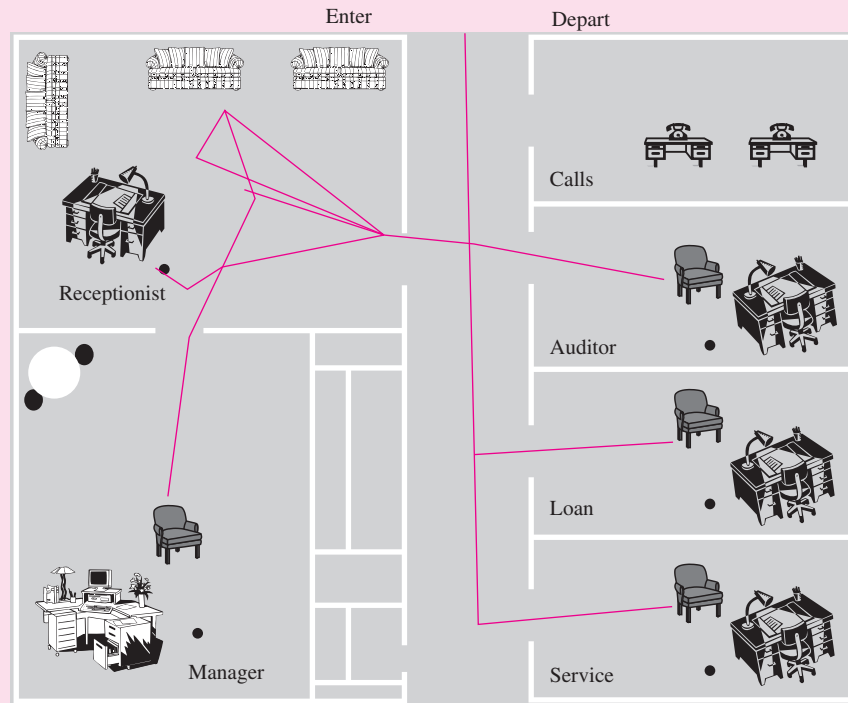 Enter
Depart
Calls
Receptionist
Auditor
Loan
Manager
Service